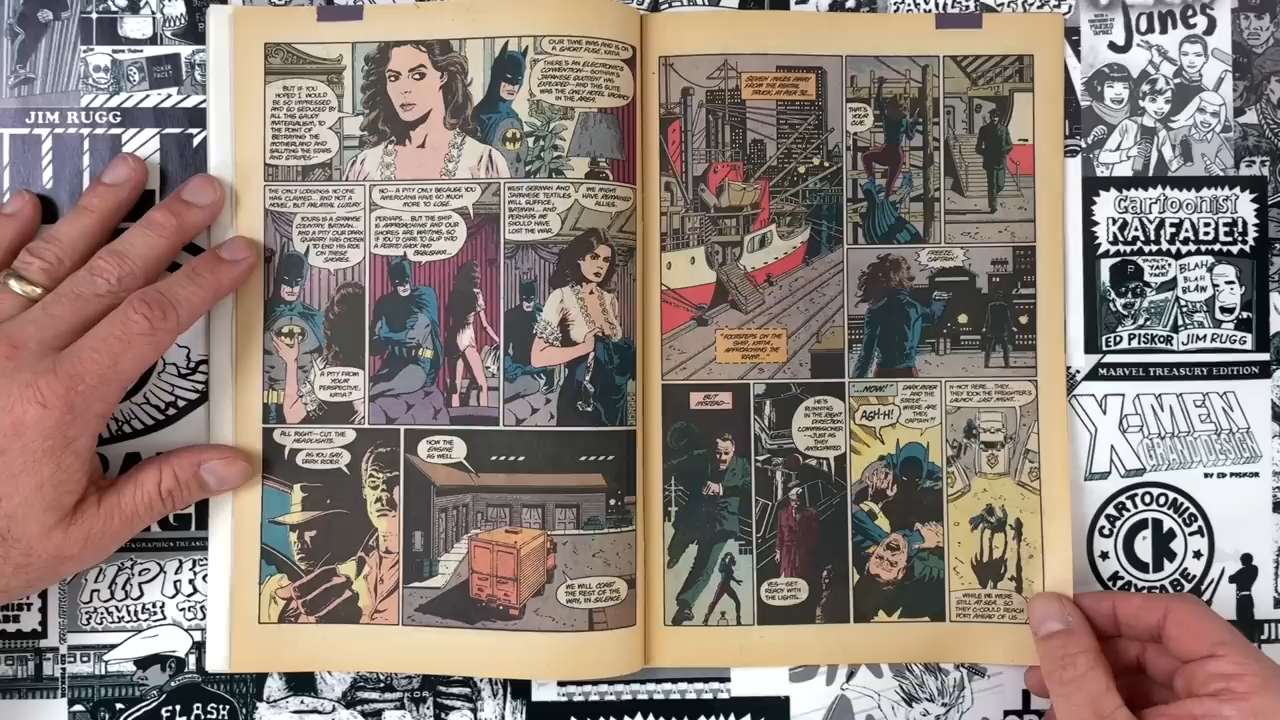 BUT IF YOU
HOPED I WOULD
BE SO IMPRESSED
AND SO SEDUCED BY
ALL THIS GAUDY
MATERIALISM, TO
THE POINT OF
BETRAYING THE
MOTHERLAND AND
SALUTING THE STARS
AND STRIPES--
OUR TIME WAS AND IS ON
A SHORT FUSE, KATIA.
THERE'S AN ELECTRONICS
CONVENTION-- GOTHAM'S
JAPANESE QUOTIENT HAS
EXPLODED--AND THIS SUITE
WAS THE ONLY HOTEL VACANCY
IN THE AREA.
THE ONLY LODGINGS NO ONE
HAS CLAIMED... AND NOT A
HOVEL, BUT PALATIAL LUXURY.
YOURS IS A STRANGE
COUNTRY, BATMAN...
AND A PITY OUR DARK
QUARRY HAS CHOSEN
TO END HIS RIDE
ON THESE
SHORES.
A PITY FROM
YOUR
PERSPECTIVE,
KATIA?
NO-- A PITY ONLY BECAUSE YOU
AMERICANS HAVE SO MUCH
MORE TO LOSE.
PERHAPS... BUT THE SHIP
IS APPROACHING AND OUR
SHORES ARE WAITING, SO
IF YOU'D CARE TO SLIP INTO
A
BABUSHKA...
WEST GERMAN AND
JAPANESE TEXTILES
WILL SUFFICE,
BATMAN... AND
PERHAPS WE
SHOULD HAVE
LOST THE WAR.
WE MIGHT
HAVE REMAINED
ALLIES.
ALL RIGHT--CUT THE
HEADLIGHTS.
AS YOU SAY,
DARK RIDER.
NOW THE
ENGINE
AS WELL...
WE WILL COAST
THE REST OF THE
WAY, IN SILENCE.
SEVEN MILES AWAY
FROM THE RENTAL
TRUCK, AT PIER 32...
"FOOTSTEPS ON THE
SHIP, KATIA,
APPROACHING THE
RAMP..."
THAT'S
YOUR
CUE.
FREEZE,
CAPTAIN!
BUT
INSTEAD--
HE'S
RUNNING
IN THE RIGHT
DIRECTION,
COMMISSIONER
--JUST AS
THEY
ANTICIPATED.
YES--GET
READY WITH
THE LIGHTS...
...NOW!"
AGH-H!
DARK RIDER
-- AND THE
STATUE--
WHERE ARE
THEY,
CAPTAIN?!
N-NOT HERE... THEY...
THEY TOOK THE FREIGHTER'S
LAUNCH... LAST NIGHT...
...WHILE WE WERE
STILL AT SEA... SO
THEY C-COULD REACH
PORT AHEAD OF US...
JIM RUGG
Janes
Cartoonist
KAYFABE!
YAK
BLAH
BLAH
BLAH
ED PISKOR
JIM RUGG
MARVEL TREASURY EDITION
X-MEN
GRAND DESIGN
BY ED PISKOR
CARTOONIST
CK
KAYFABE
FAMILY TREE
HIP HO
FAMILY TR
FLASH